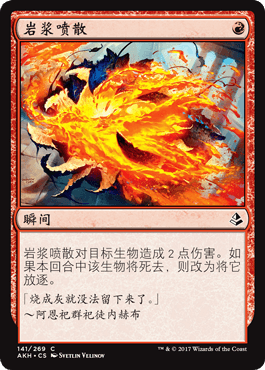 岩浆喷散
瞬间
岩浆喷散对目标生物造成2点伤害。如
果本回合中该生物将死去,则改为将它
放逐。
「烧成灰就没法留下来了。」
～阿恩祀群祀徒内赫布
141/269 C
AKH • CS Svetlin Velinov
™ & © 2017 Wizards of the Coast